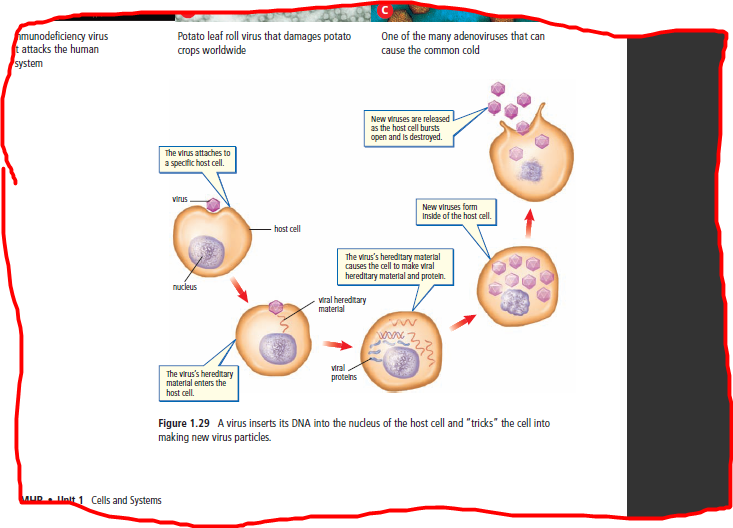 C
t attacks the human
system
virus
Potato leaf roll virus that damages potato
crops worldwide
One of the many adenoviruses that can
cause the common cold
New viruses are released
as the host cell bursts
open and is destroyed.
The virus attaches to
a specific host cell.
virus
host cell
nucleus
New viruses form
inside of the host cell.
The virus's hereditary material
causes the cell to make viral
hereditary material and protein.
viral hereditary
material
The virus's hereditary
material enters the
host cell.
viral
proteins
Figure 1.29 A virus inserts its DNA into the nucleus of the host cell and "tricks" the cell into
making new virus particles.
MHR • Unit 1 Cells and Systems